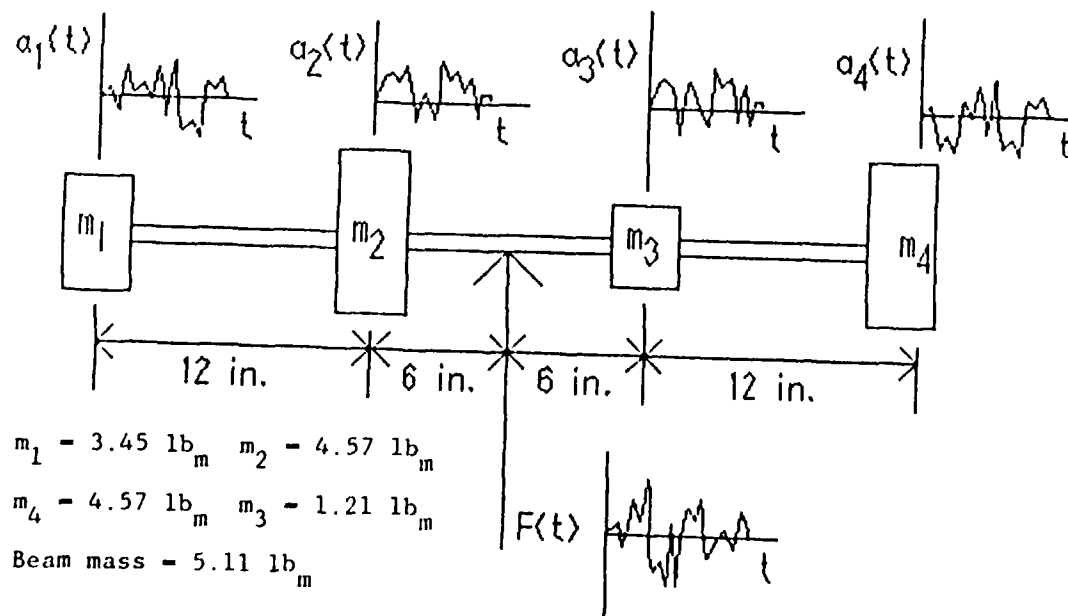 a1(t)
a2(t)
a3(t)
a4(t)
t
t
t
t
m1
m2
m3
m4
12 in.
6 in.
6 in.
12 in.
m1 = 3.45 lbm m2 = 4.57 lbm
m4 = 4.57 lbm m3 = 1.21 lbm
Beam mass = 5.11 lbm
F(t)
t